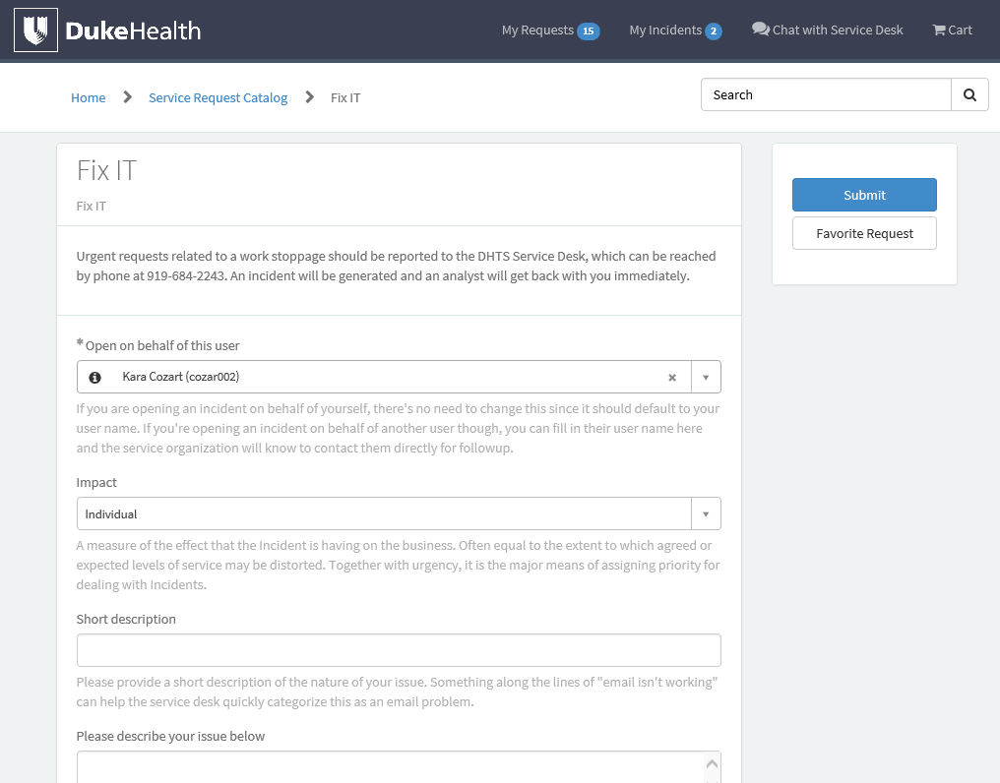 DukeHealth
My Requests 15
My Incidents 2
Chat with Service Desk
Cart
Home > Service Request Catalog > Fix IT
Search
Fix IT
Fix IT
Submit
Favorite Request
Urgent requests related to a work stoppage should be reported to the DHTS Service Desk, which can be reached
by phone at 919-684-2243. An incident will be generated and an analyst will get back with you immediately.
* Open on behalf of this user
Kara Cozart (cozar002)
If you are opening an incident on behalf of yourself, there's no need to change this since it should default to your
user name. If you're opening an incident on behalf of another user though, you can fill in their user name here
and the service organization will know to contact them directly for followup.
Impact
Individual
A measure of the effect that the Incident is having on the business. Often equal to the extent to which agreed or
expected levels of service may be distorted. Together with urgency, it is the major means of assigning priority for
dealing with Incidents.
Short description
Please provide a short description of the nature of your issue. Something along the lines of "email isn't working"
can help the service desk quickly categorize this as an email problem.
Please describe your issue below